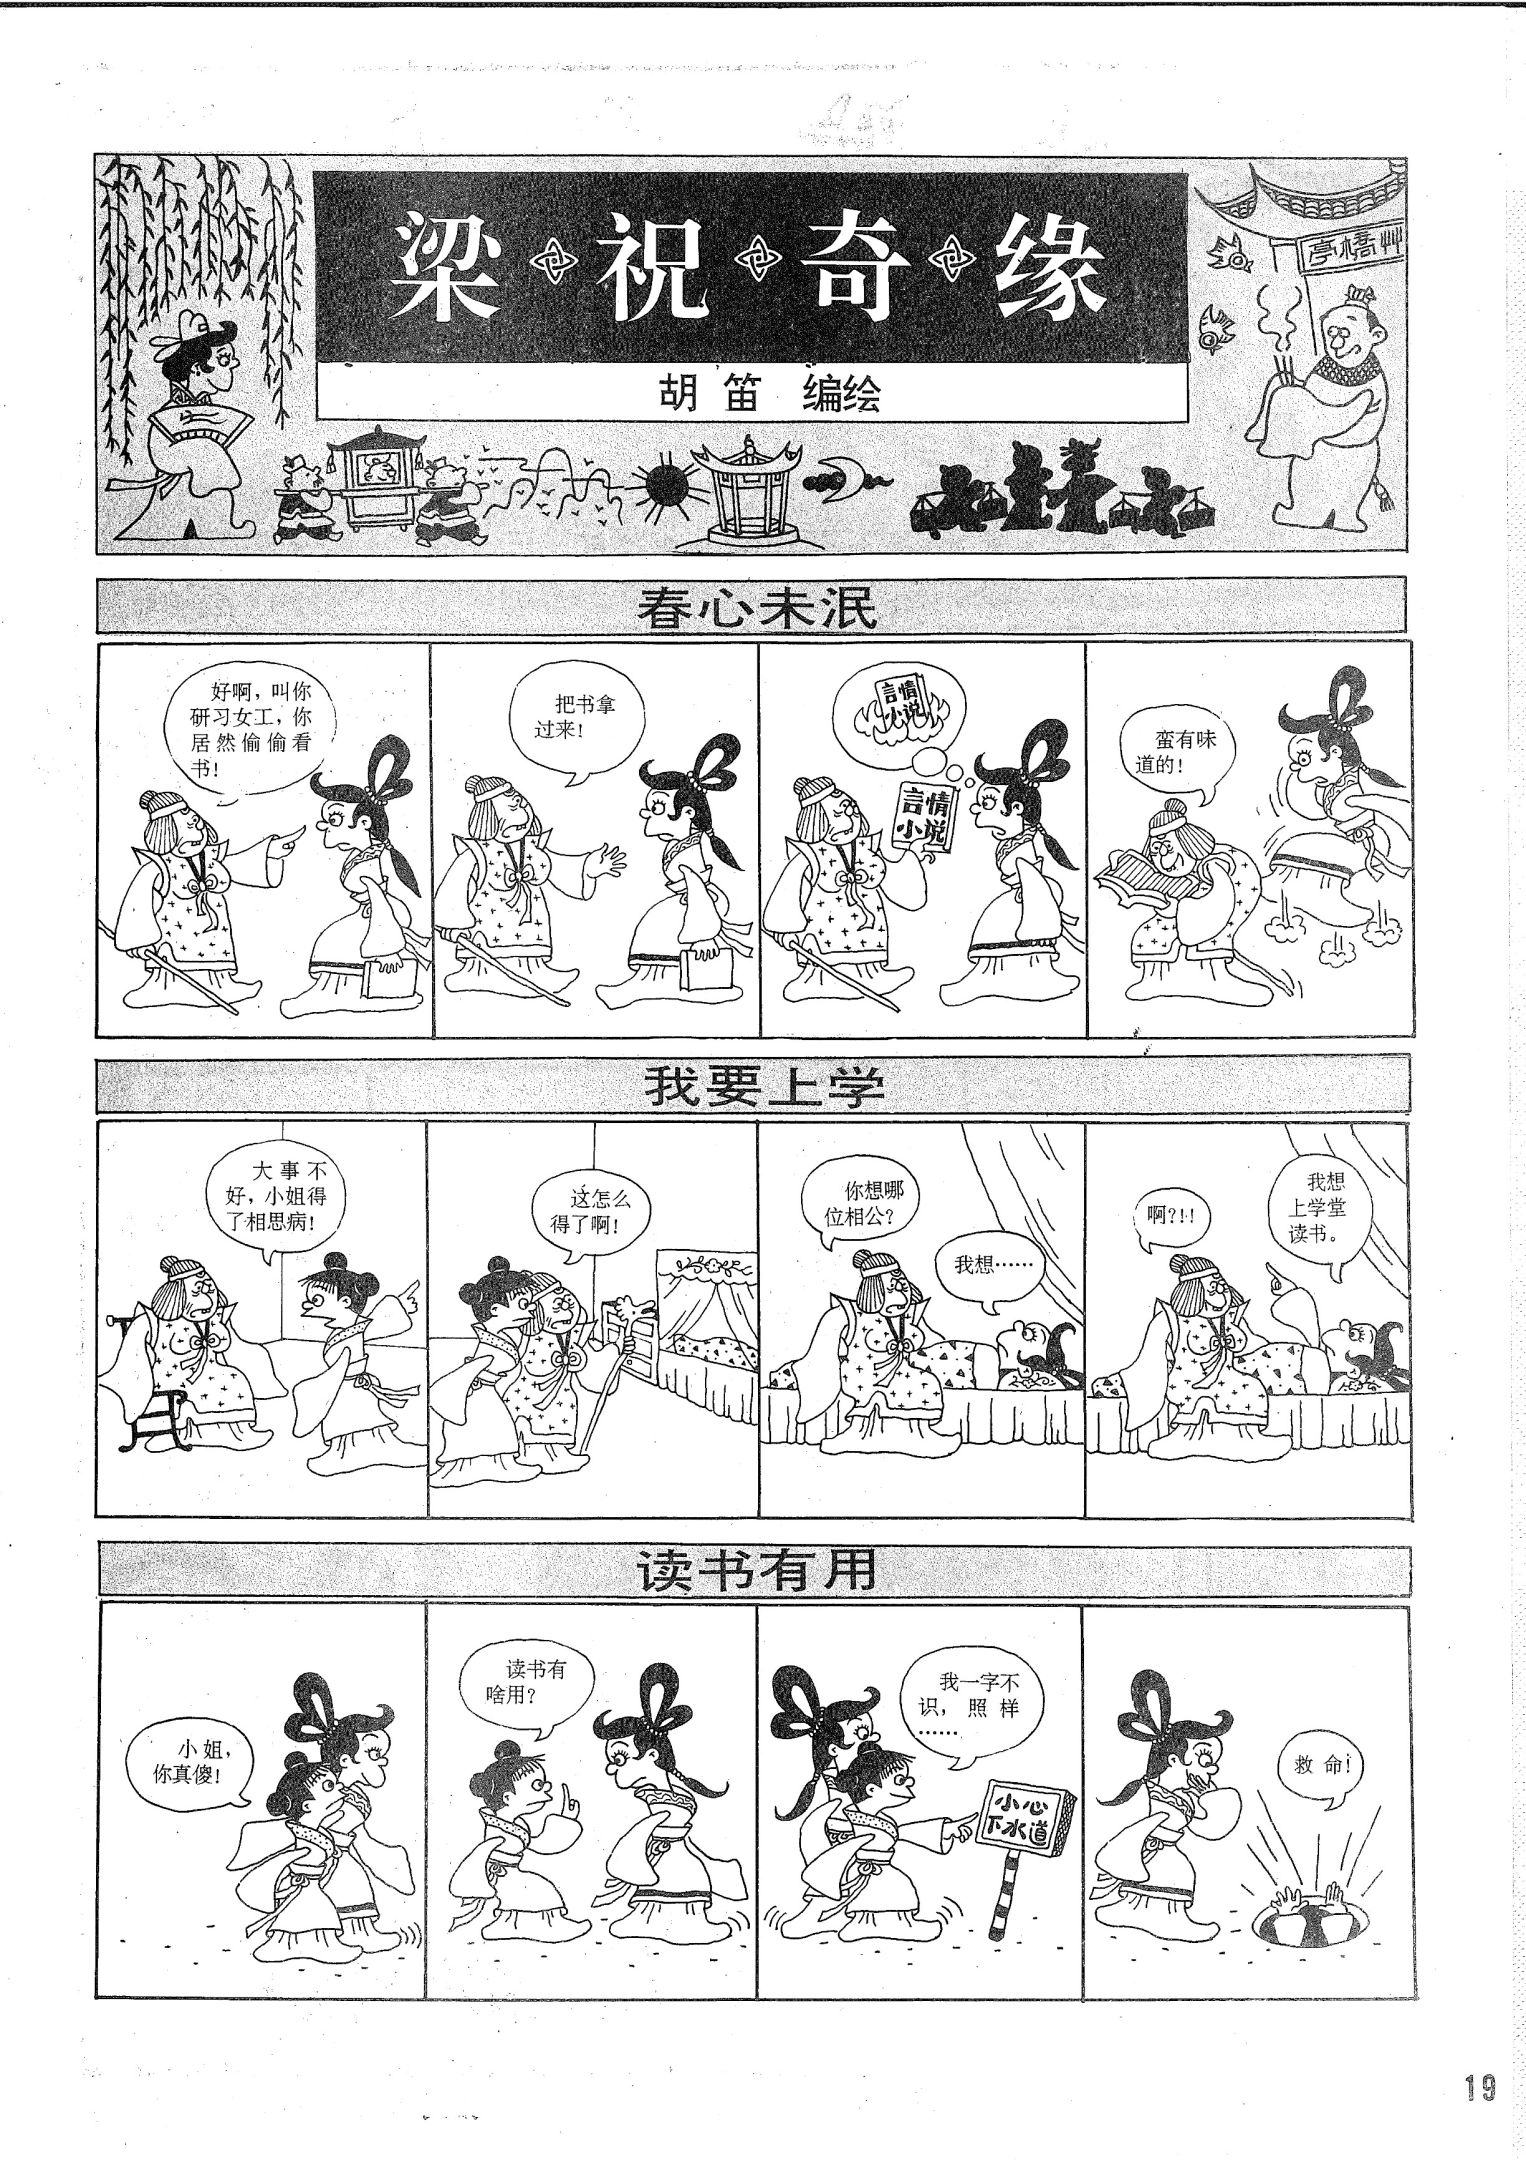 梁祝奇缘
亭橋艸
胡笛 编绘
春心未泯
好啊，叫你
研习女工，你
居然偷偷看
书！
把书拿
过来！
言情
小说
言情
小说
蛮有味
道的！
我要上学
大事不
好，小姐得
了相思病！
这怎么
得了啊！
你想哪
位相公？
我想……
啊？！！
我想
上学堂
读书。
读书有用
小姐，
你真傻！
读书有
啥用？
我一字不
识，照样
……
小心
下水道
救命！
19